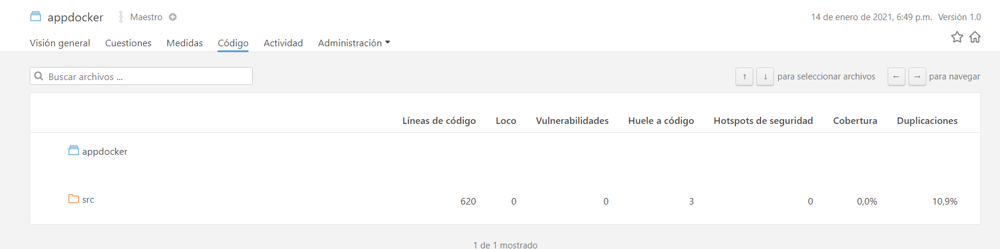 appdocker Maestro 14 de enero de 2021, 6:49 p.m. Versión 1.0
Visión general Cuestiones Medidas Código Actividad Administración
Buscar archivos ... ↑ ↓ para seleccionar archivos ← → para navegar
Líneas de código Loco Vulnerabilidades Huele a código Hotspots de seguridad Cobertura Duplicaciones
appdocker
src 620 0 0 3 0 0,0% 10,9%
1 de 1 mostrado